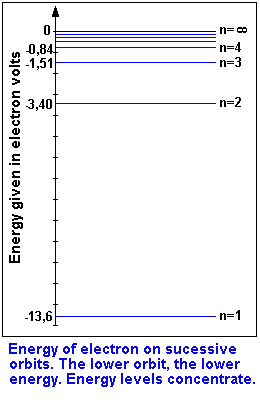 0 n= ∞
-0,84 n=4
-1,51 n=3
-3,40 n=2
Energy given in electron volts
-13,6 n=1
Energy of electron on sucessive
orbits. The lower orbit, the lower
energy. Energy levels concentrate.